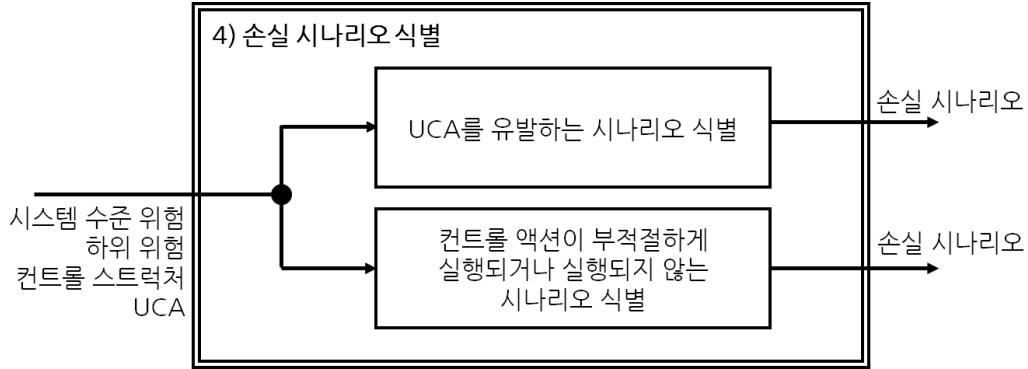 4) 손실 시나리오 식별
시스템 수준 위험
하위 위험
컨트롤 스트럭처
UCA
UCA를 유발하는 시나리오 식별
컨트롤 액션이 부적절하게
실행되거나 실행되지 않는
시나리오 식별
손실 시나리오
손실 시나리오